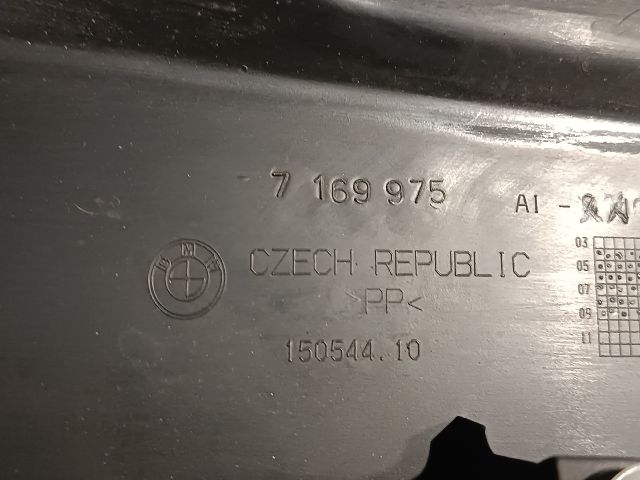 7 169 975
AI -
BMW
CZECH REPUBLIC
>PP<
150544.10
03
05
07
09
11